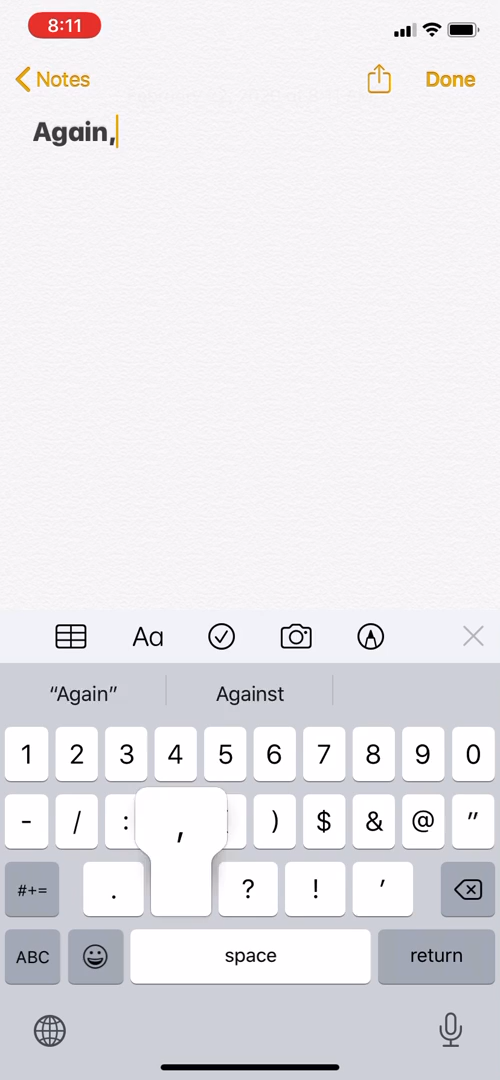 8:11
Notes
Done
Again,
Aa
“Again” Against
1 2 3 4 5 6 7 8 9 0
- / : ) $ & @ "
#+= . , ? ! '
ABC space return